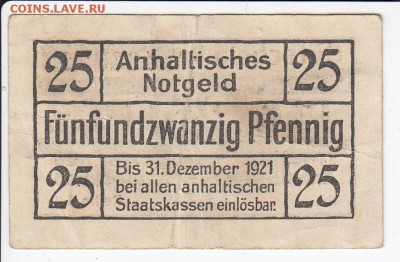 COINS.ЛАВЕ.RU
25 Anhaltisches 25
Notgeld
Fünfundzwanzig Pfennig
25 Bis 31. Dezember 1921 25
bei allen anhaltischen
Staatskassen einlösbar.